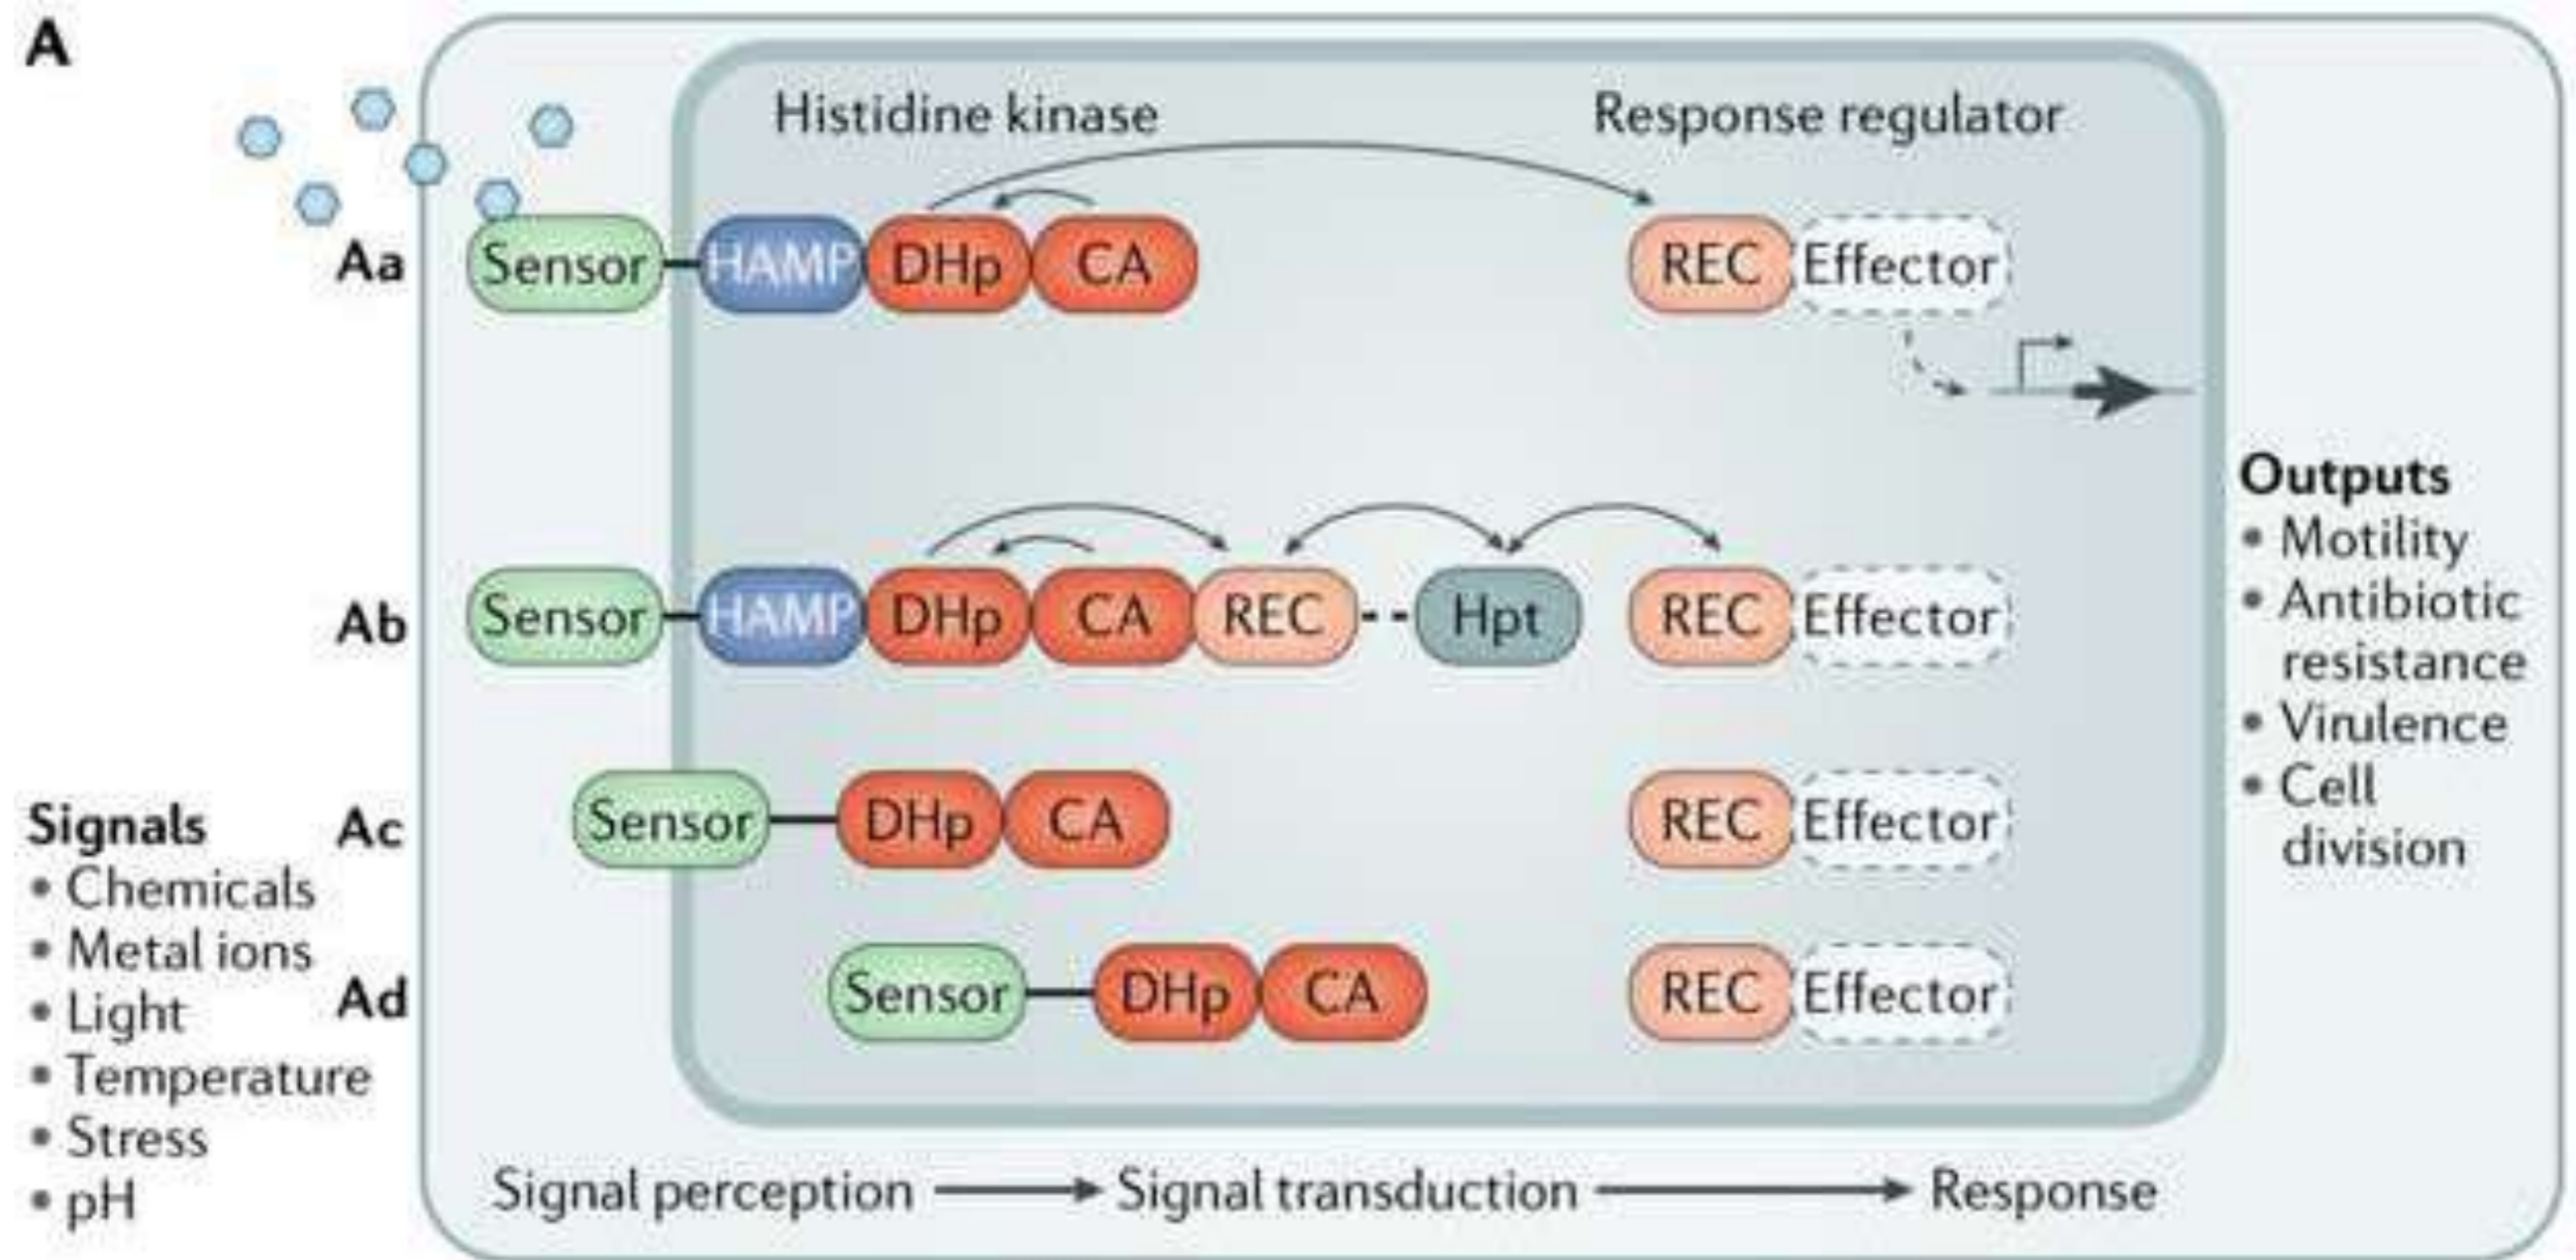 A
Histidine kinase
Response regulator
Aa
Sensor
HAMP
DHp
CA
REC
Effector
Ab
Sensor
HAMP
DHp
CA
REC
Hpt
REC
Effector
Ac
Sensor
DHp
CA
REC
Effector
Ad
Sensor
DHp
CA
REC
Effector
Signals
• Chemicals
• Metal ions
• Light
• Temperature
• Stress
• pH
Outputs
• Motility
• Antibiotic
resistance
• Virulence
• Cell
division
Signal perception
Signal transduction
Response